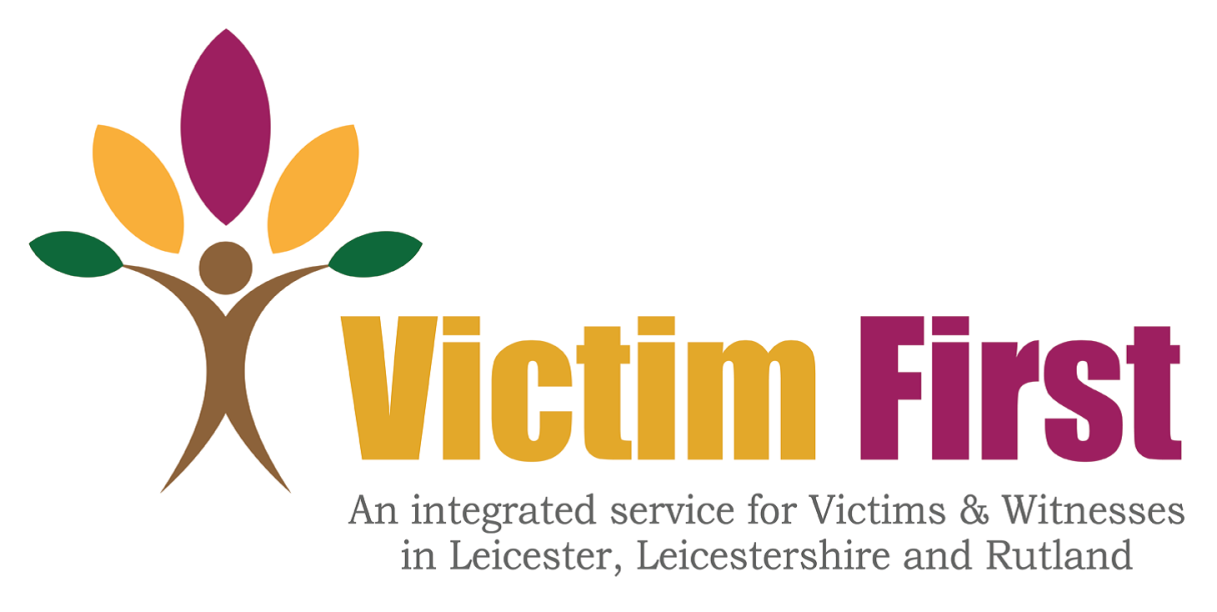 Victim First
An integrated service for Victims & Witnesses
in Leicester, Leicestershire and Rutland